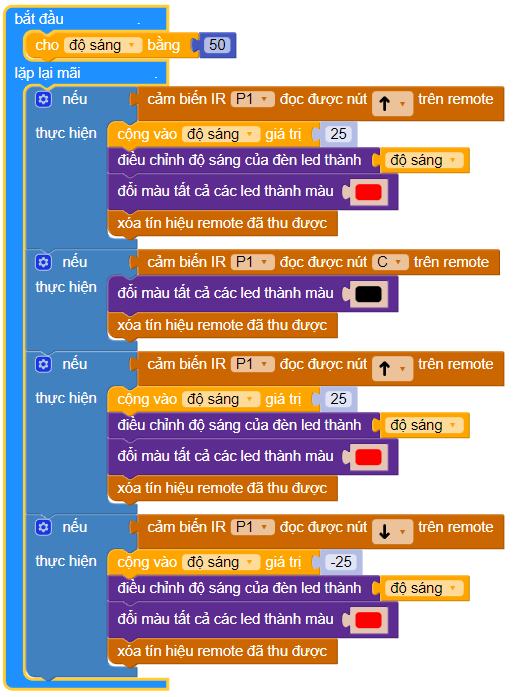 bắt đầu .
cho độ sáng bằng 50
lặp lại mãi .
nếu cảm biến IR P1 đọc được nút ↑ trên remote
thực hiện cộng vào độ sáng giá trị 25
điều chỉnh độ sáng của đèn led thành độ sáng
đổi màu tất cả các led thành màu
xóa tín hiệu remote đã thu được
nếu cảm biến IR P1 đọc được nút C trên remote
thực hiện đổi màu tất cả các led thành màu
xóa tín hiệu remote đã thu được
nếu cảm biến IR P1 đọc được nút ↑ trên remote
thực hiện cộng vào độ sáng giá trị 25
điều chỉnh độ sáng của đèn led thành độ sáng
đổi màu tất cả các led thành màu
xóa tín hiệu remote đã thu được
nếu cảm biến IR P1 đọc được nút ↓ trên remote
thực hiện cộng vào độ sáng giá trị -25
điều chỉnh độ sáng của đèn led thành độ sáng
đổi màu tất cả các led thành màu
xóa tín hiệu remote đã thu được